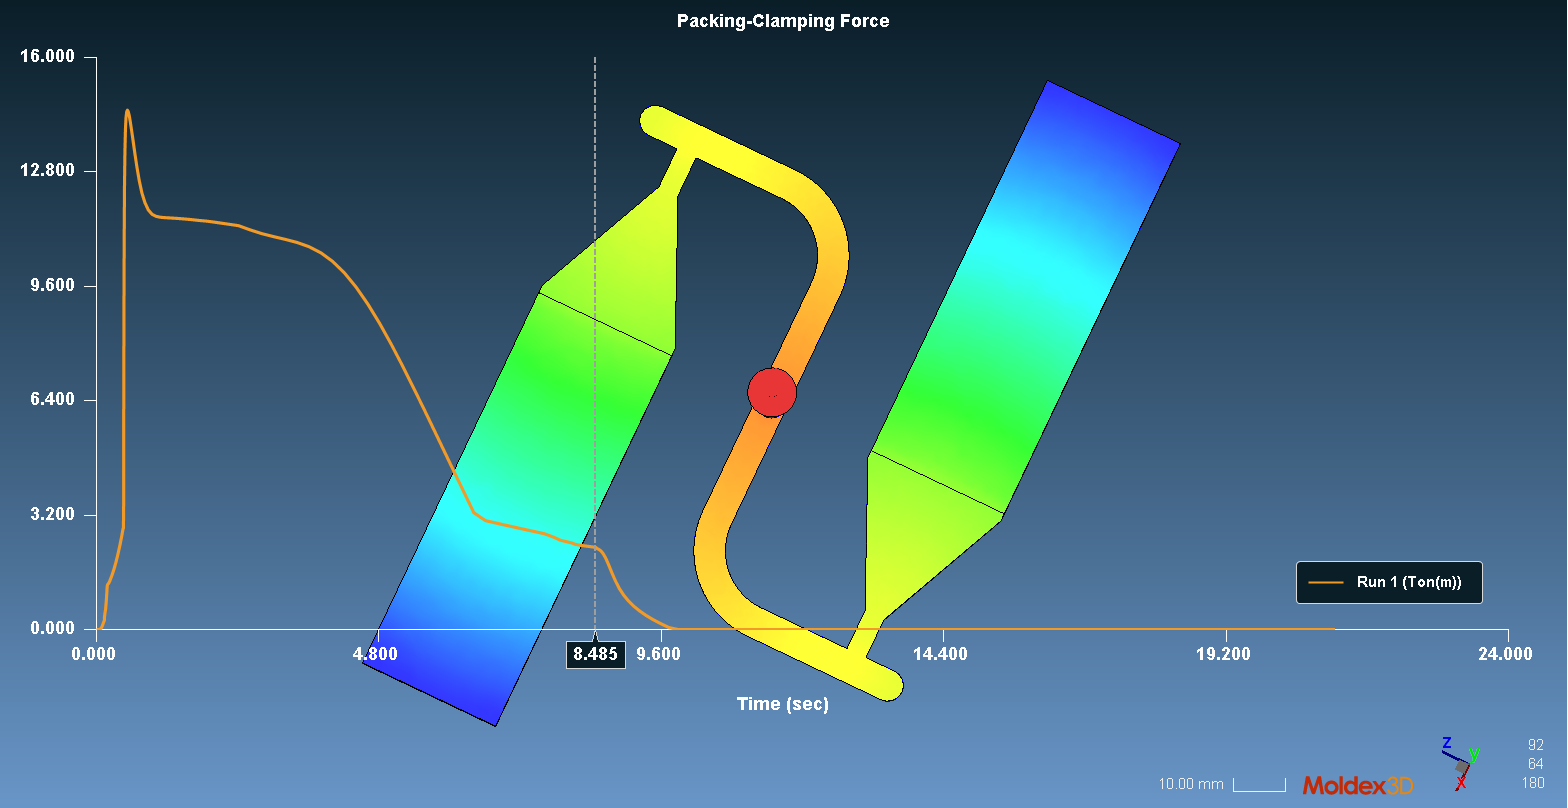 Packing-Clamping Force
16.000
12.800
9.600
6.400
3.200
0.000
Run 1 (Ton(m))
0.000 4.800 8.485 9.600 14.400 19.200 24.000
Time (sec)
Z Y X
92
64
180
10.00 mm
Moldex3D